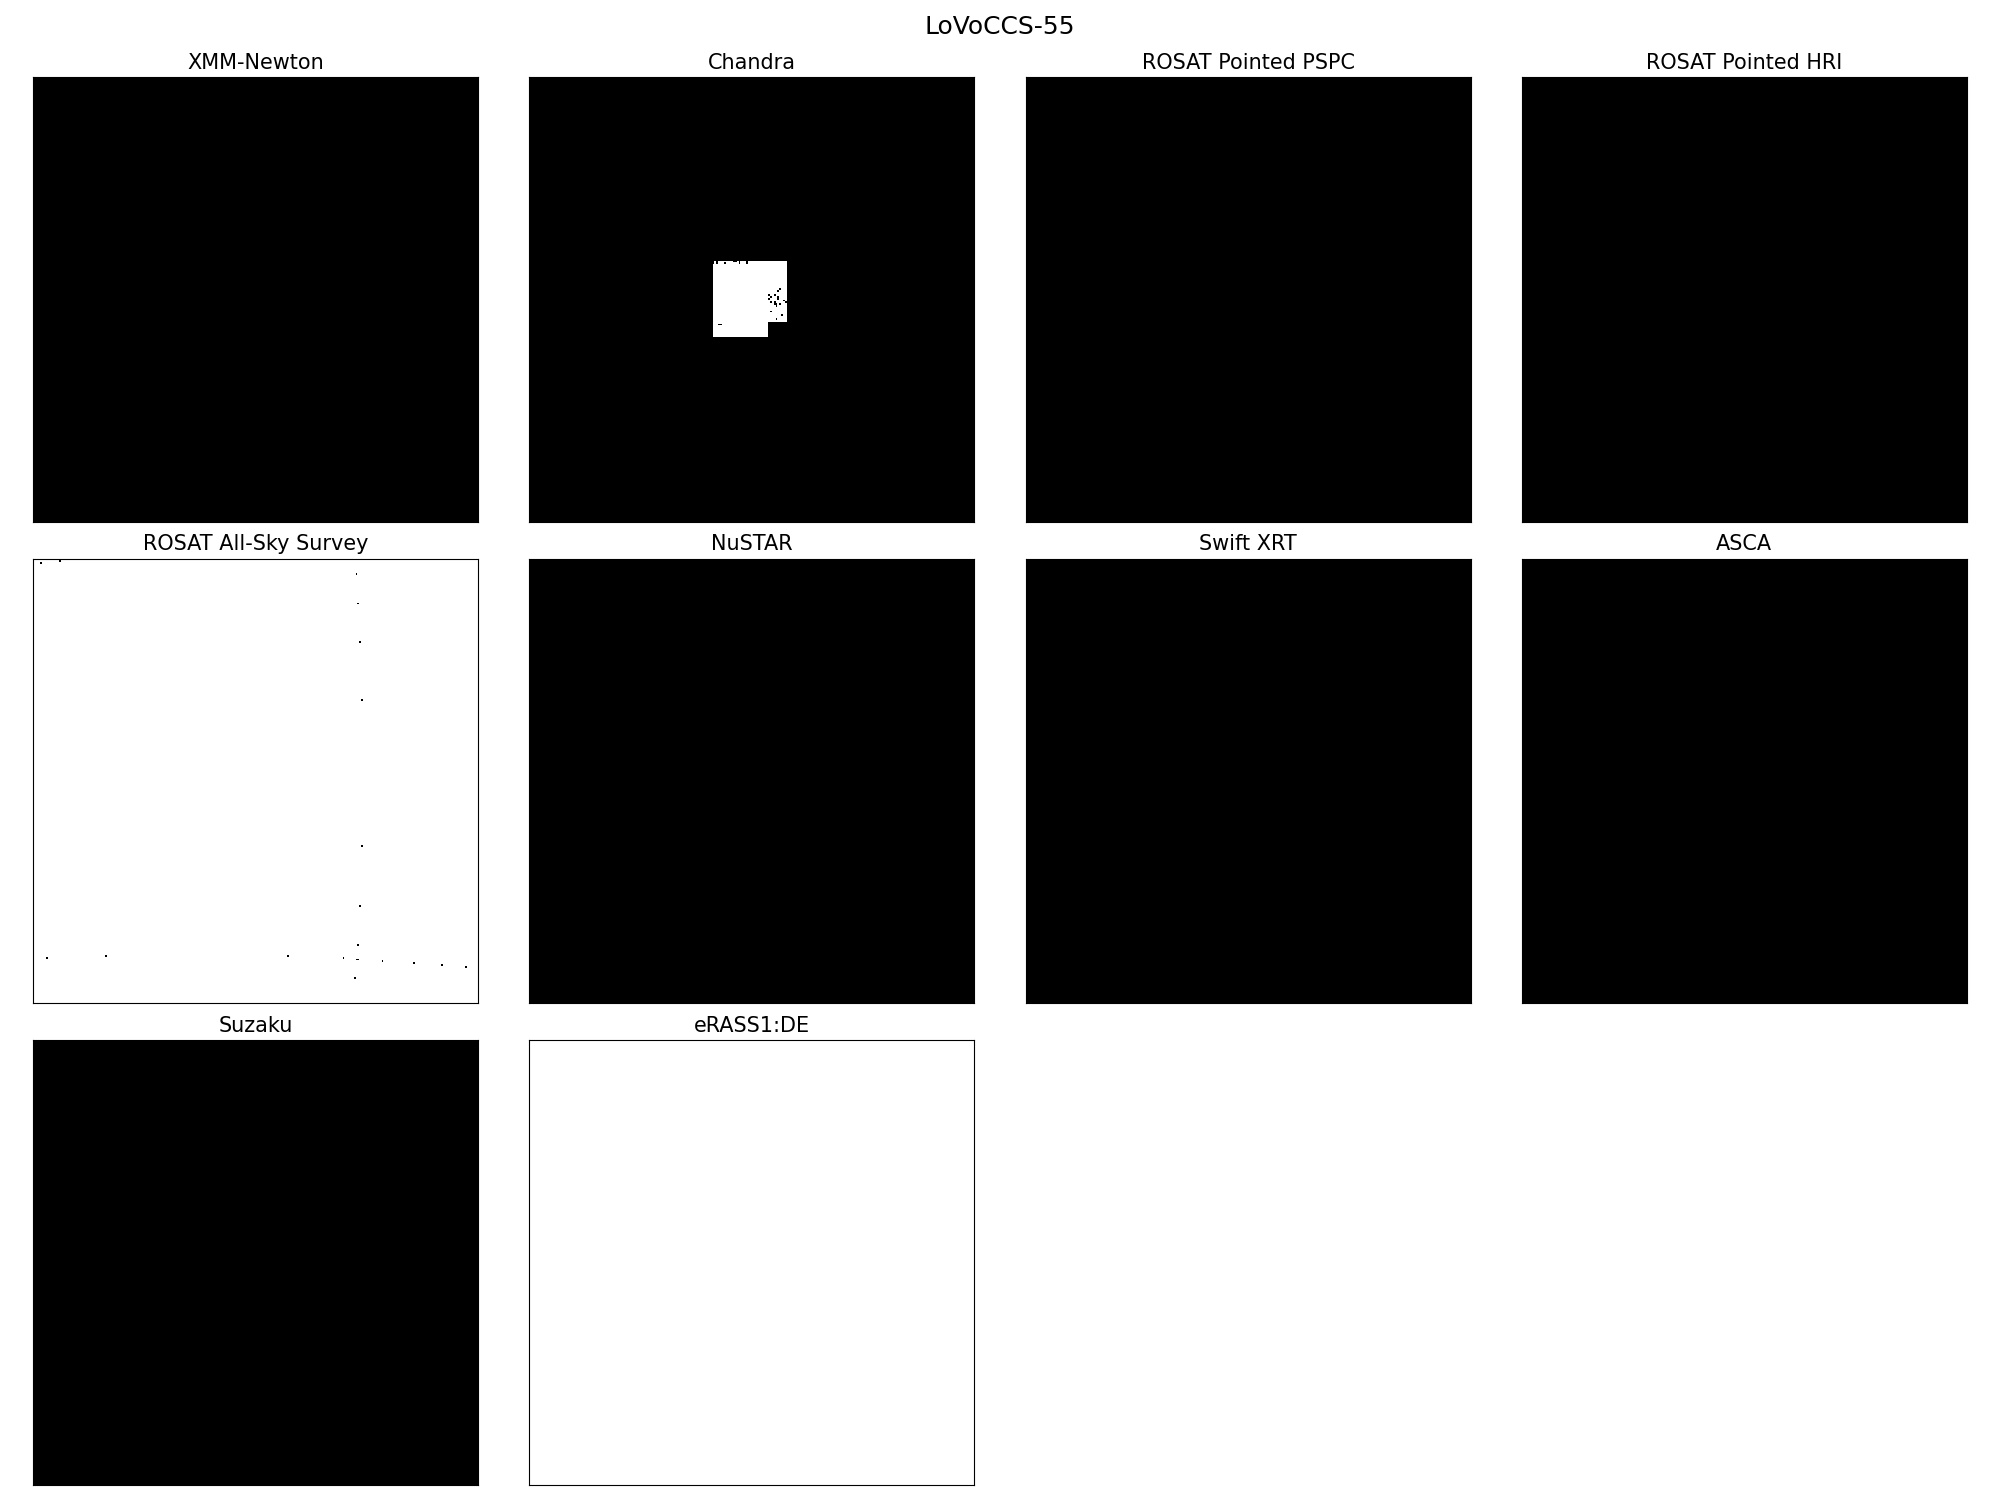 LoVoCCS-55
XMM-Newton
Chandra
ROSAT Pointed PSPC
ROSAT Pointed HRI
ROSAT All-Sky Survey
NuSTAR
Swift XRT
ASCA
Suzaku
eRASS1:DE